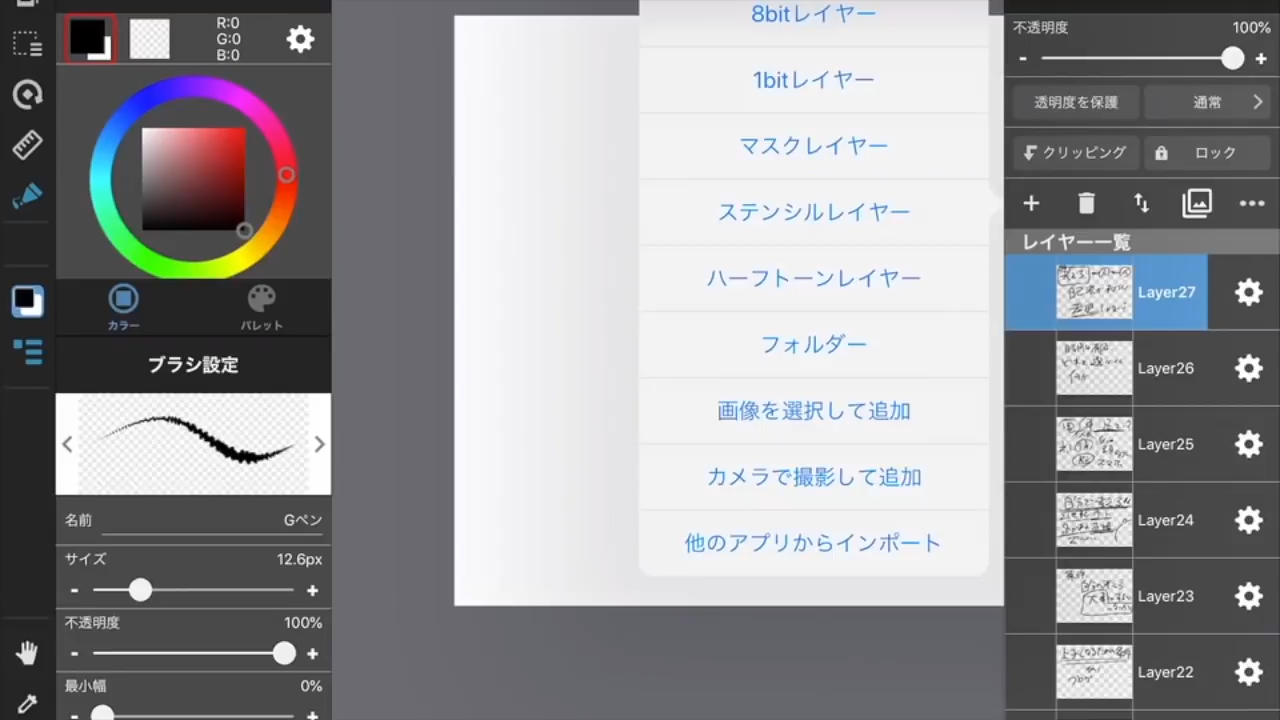 R:0
G:0
B:0
カラー
パレット
ブラシ設定
名前
Gペン
サイズ
12.6px
- +
不透明度
100%
- +
最小幅
0%
- +
8bitレイヤー
1bitレイヤー
マスクレイヤー
ステンシルレイヤー
ハーフトーンレイヤー
フォルダー
画像を選択して追加
カメラで撮影して追加
他のアプリからインポート
不透明度
100%
- +
透明度を保護
通常
クリッピング
ロック
レイヤー一覧
Layer27
Layer26
Layer25
Layer24
Layer23
Layer22